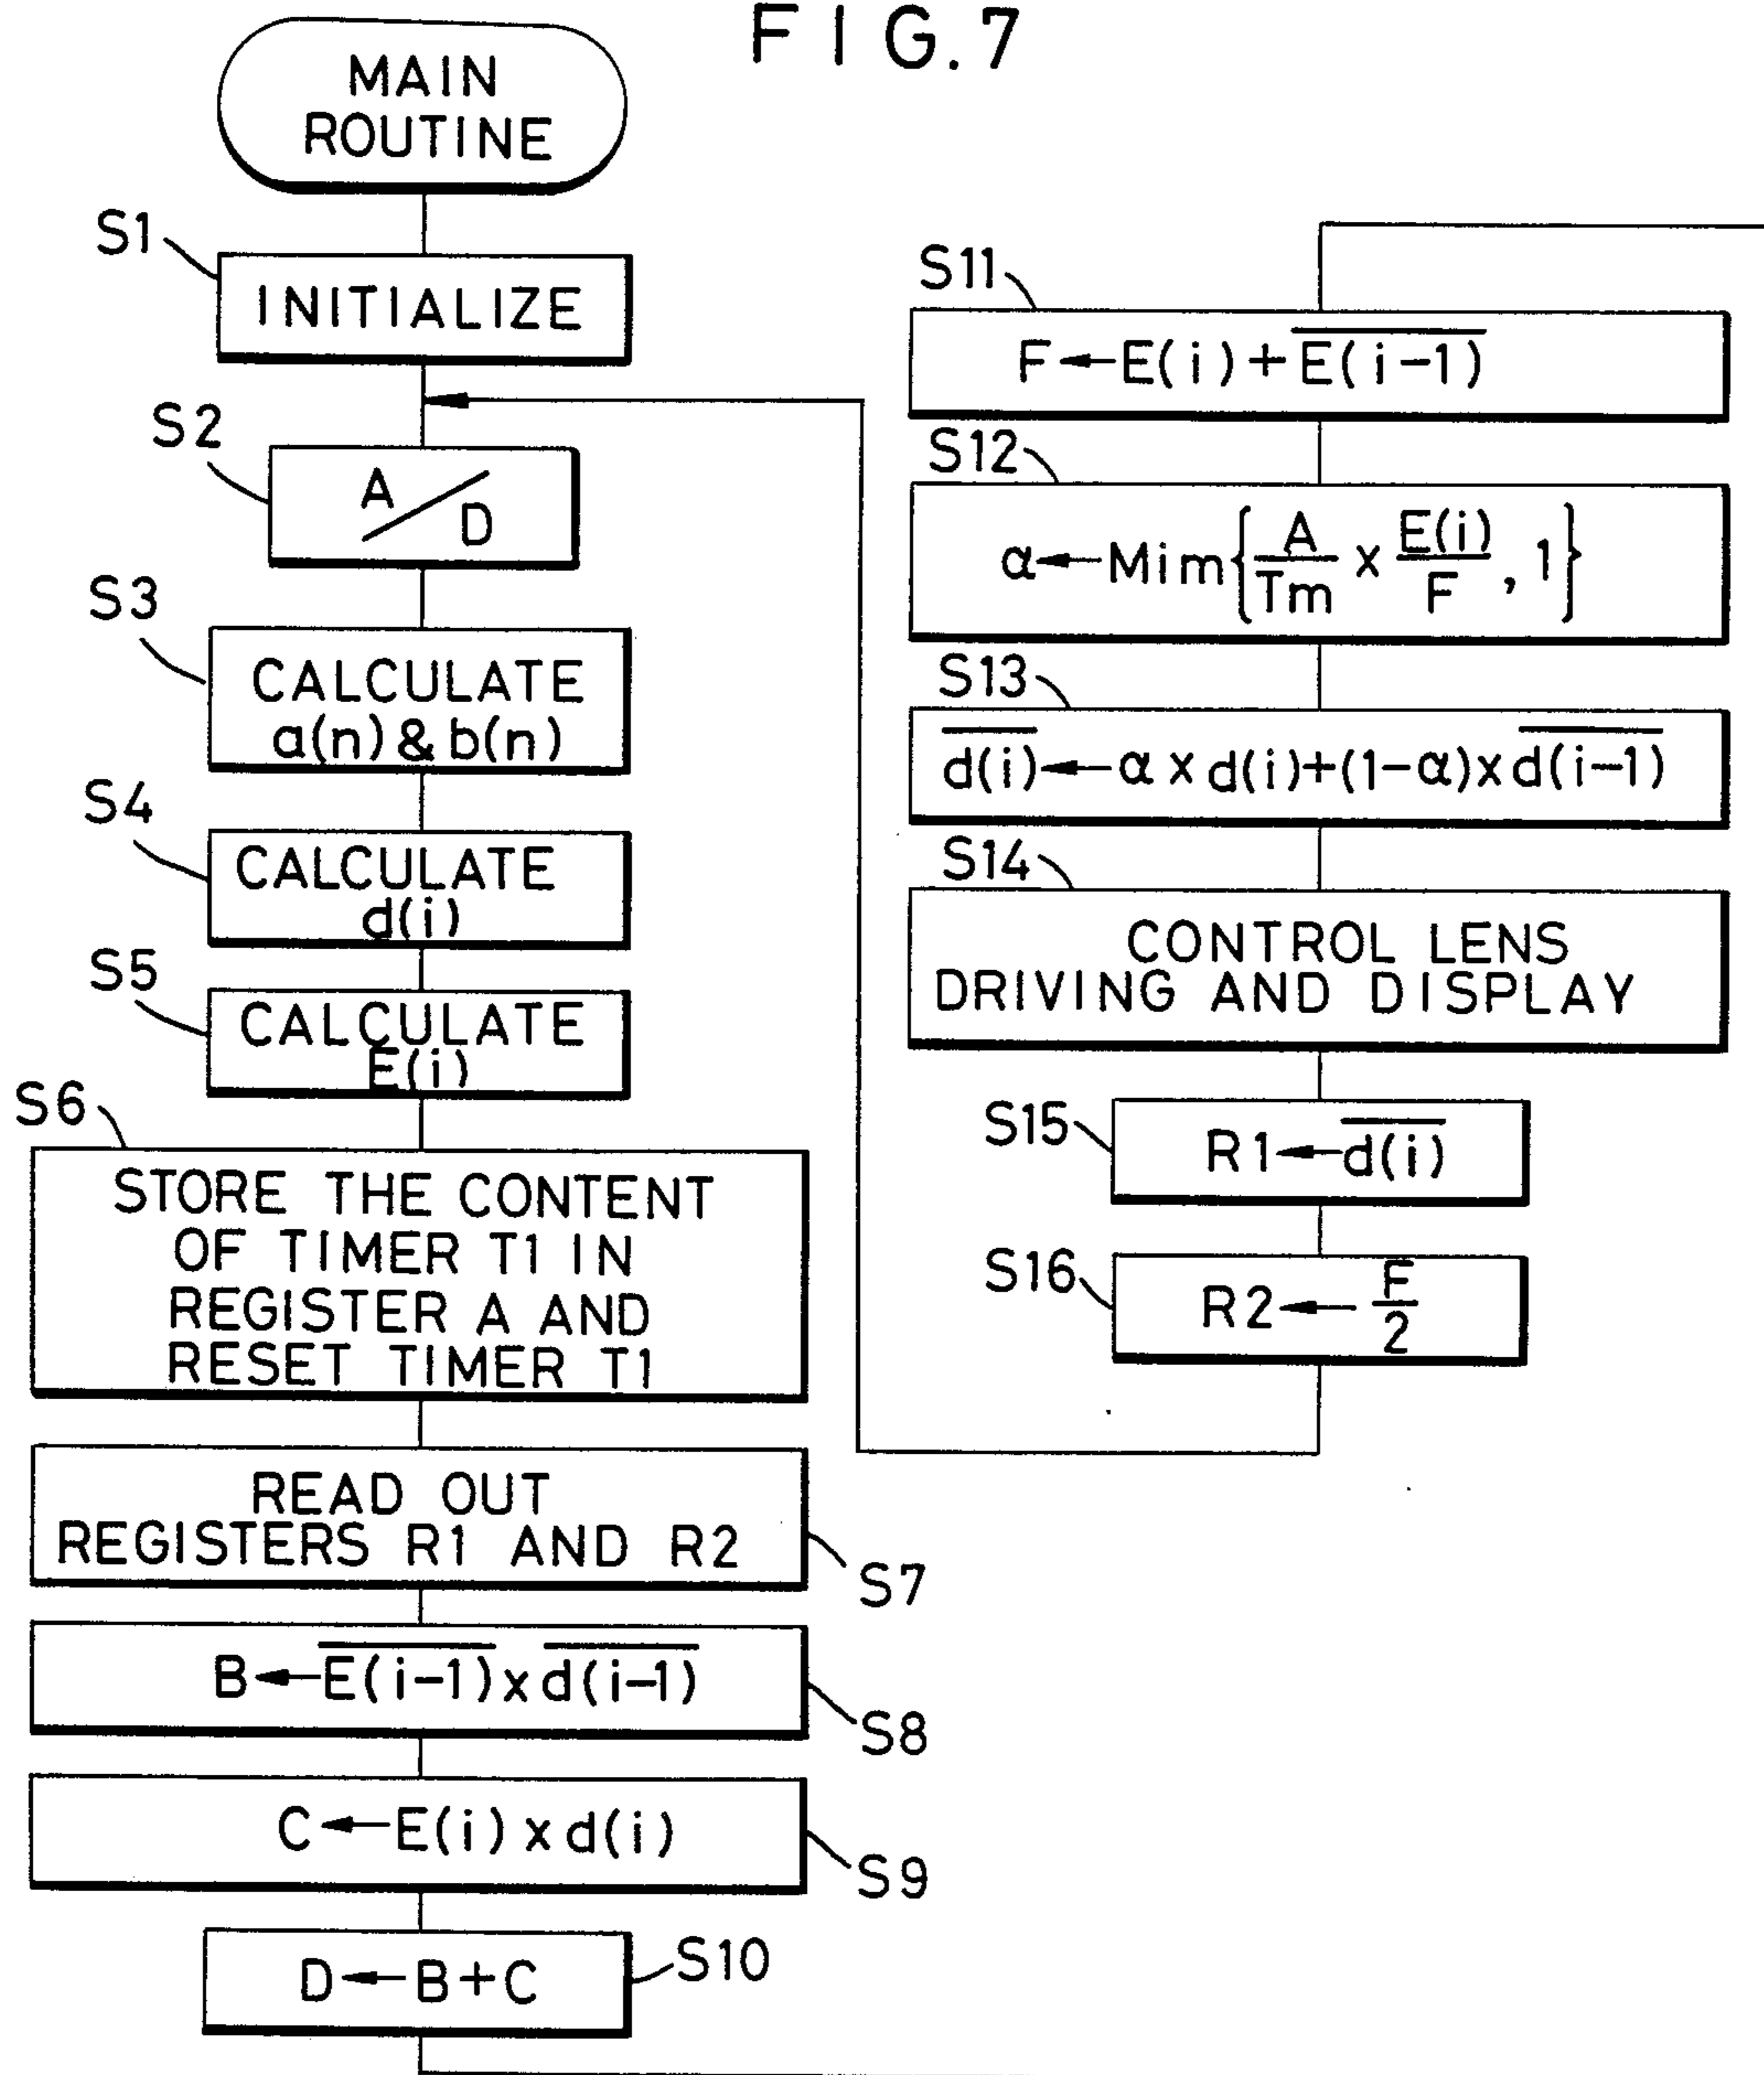 FIG.7
MAIN
ROUTINE
S1
INITIALIZE
S2
A/D
S3
CALCULATE
a(n) & b(n)
S4
CALCULATE
d(i)
S5
CALCULATE
E(i)
S6
STORE THE CONTENT
OF TIMER T1 IN
REGISTER A AND
RESET TIMER T1
READ OUT
REGISTERS R1 AND R2
S7
B←E̅(̅i̅-̅1̅)̅ x d̅(̅i̅-̅1̅)̅
S8
C←E(i) x d(i)
S9
D←B+C
S10
S11
F←E(i)+E̅(̅i̅-̅1̅)̅
S12
α←Mim{A/Tm x E(i)/F, 1}
S13
d̅(̅i̅)̅←α x d(i)+(1-α) x d̅(̅i̅-̅1̅)̅
S14
CONTROL LENS
DRIVING AND DISPLAY
S15
R1←d̅(̅i̅)̅
S16
R2←F/2